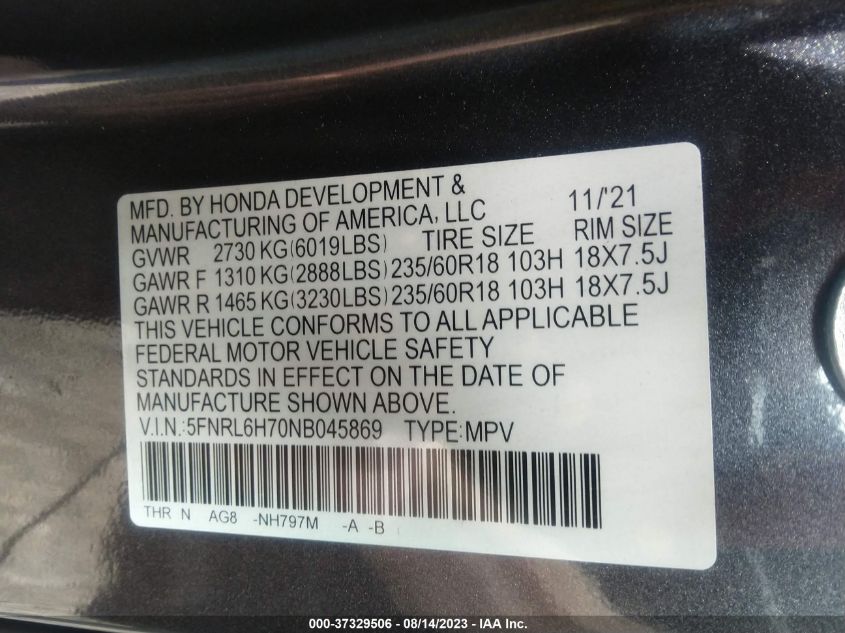 MFD. BY HONDA DEVELOPMENT & 11/'21
MANUFACTURING OF AMERICA, LLC RIM SIZE
GVWR 2730 KG(6019LBS) TIRE SIZE
GAWR F 1310 KG(2888LBS) 235/60R18 103H 18X7.5J
GAWR R 1465 KG(3230LBS) 235/60R18 103H 18X7.5J
THIS VEHICLE CONFORMS TO ALL APPLICABLE
FEDERAL MOTOR VEHICLE SAFETY
STANDARDS IN EFFECT ON THE DATE OF
MANUFACTURE SHOWN ABOVE.
V.I.N.:5FNRL6H70NB045869 TYPE:MPV
THR N AG8 -NH797M -A -B
000-37329506 - 08/14/2023 - IAA Inc.